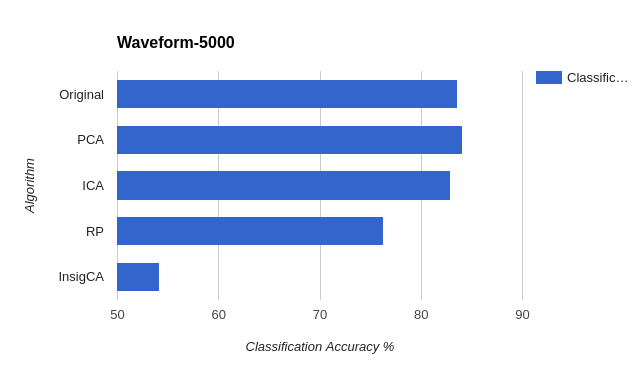 Waveform-5000
Classific…
Original
PCA
ICA
RP
InsigCA
Algorithm
50 60 70 80 90
Classification Accuracy %